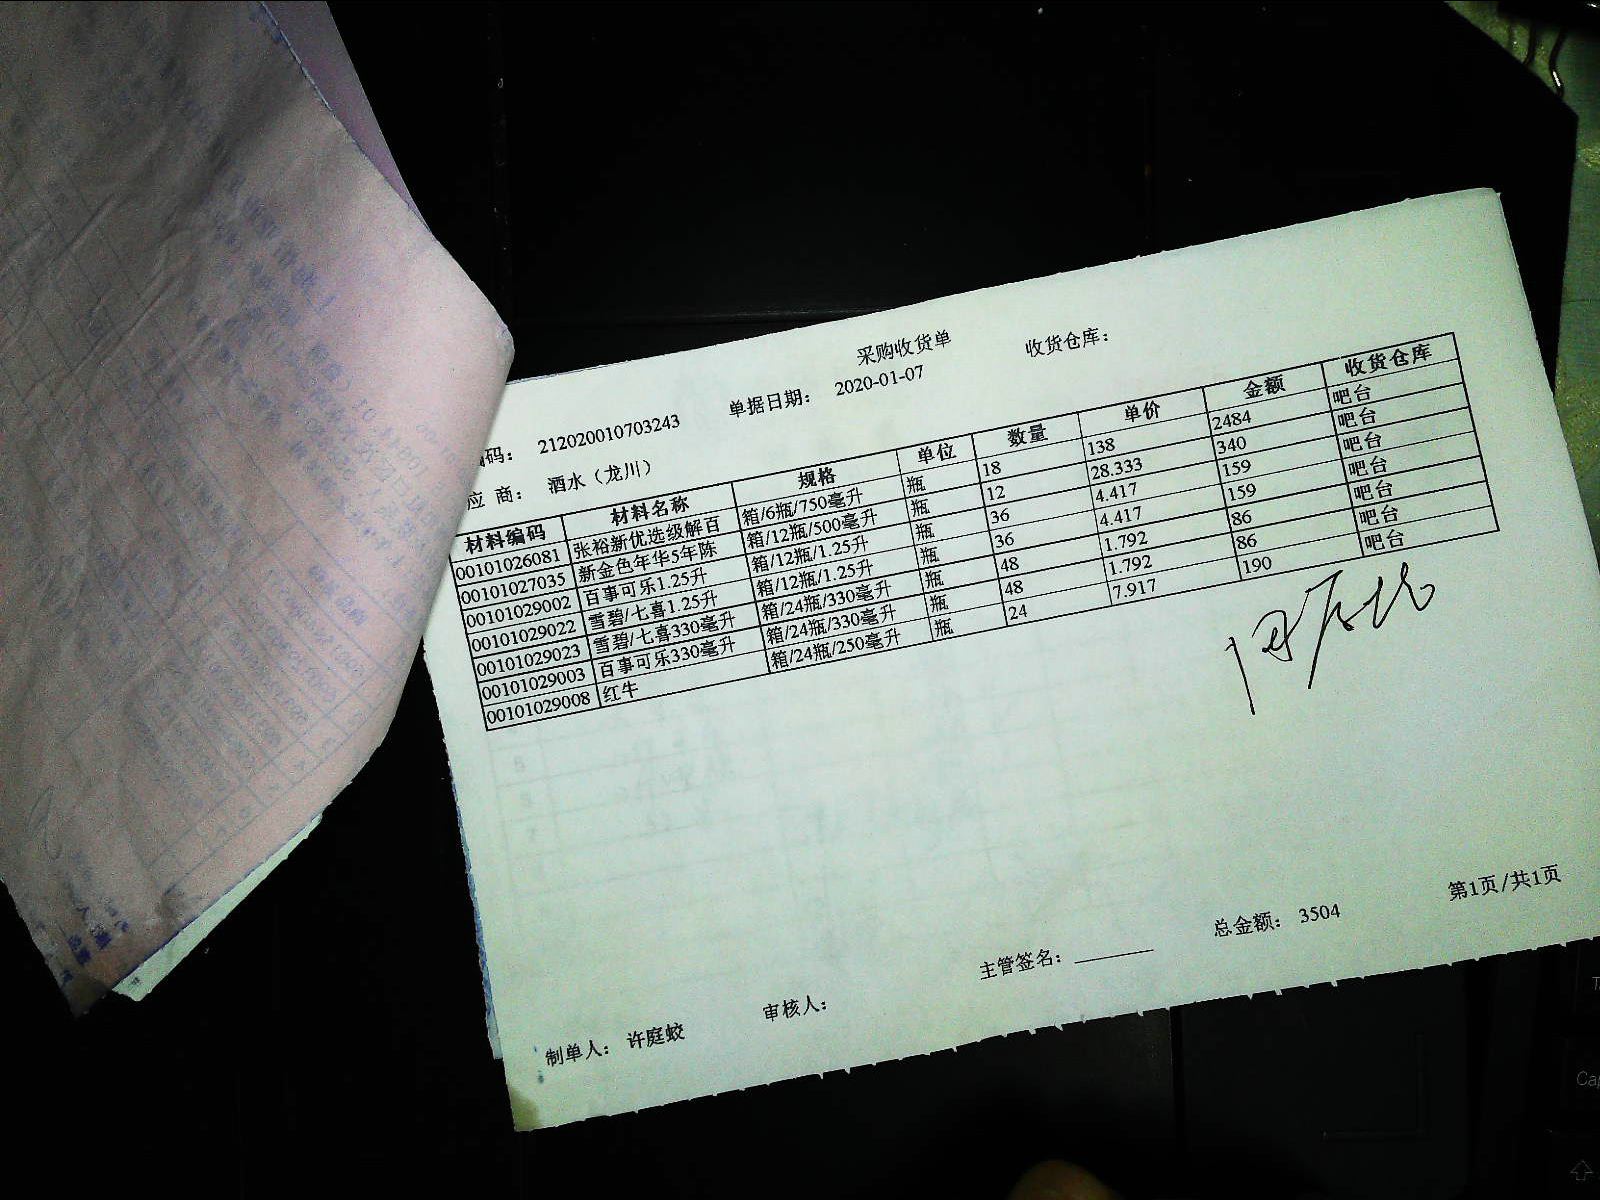 采购收货单 收货仓库：
码： 212020010703243 单据日期： 2020-01-07
应 商： 酒水（龙川）
材料编码 材料名称 规格 单位 数量 单价 金额 收货仓库
00101026081 张裕新优选级解百 箱/6瓶/750毫升 瓶 18 138 2484 吧台
00101027035 新金色年华5年陈 箱/12瓶/500毫升 瓶 12 28.333 340 吧台
00101029002 百事可乐1.25升 箱/12瓶/1.25升 瓶 36 4.417 159 吧台
00101029022 雪碧/七喜1.25升 箱/12瓶/1.25升 瓶 36 4.417 159 吧台
00101029023 雪碧/七喜330毫升 箱/24瓶/330毫升 瓶 48 1.792 86 吧台
00101029003 百事可乐330毫升 箱/24瓶/330毫升 瓶 48 1.792 86 吧台
00101029008 红牛 箱/24瓶/250毫升 瓶 24 7.917 190 吧台
第1页/共1页
制单人： 许庭蛟 审核人： 主管签名： 总金额： 3504